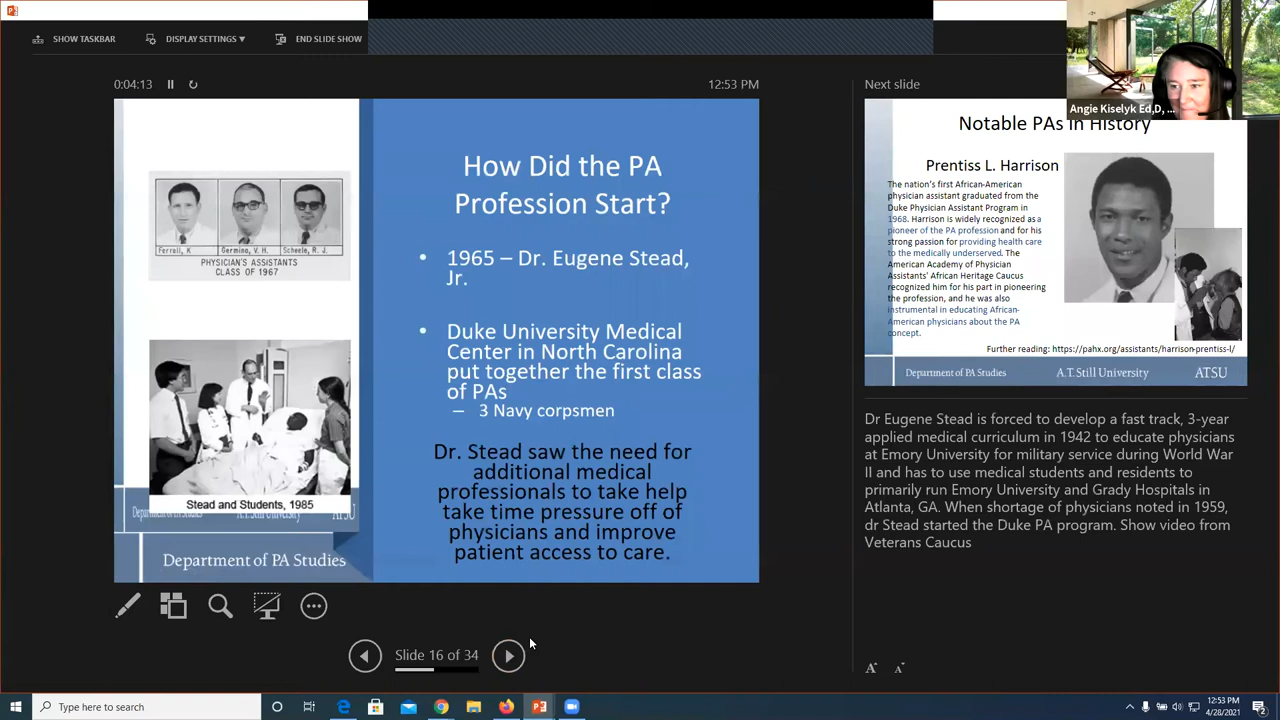 SHOW TASKBAR
DISPLAY SETTINGS ▼
END SLIDE SHOW
0:04:13
12:53 PM
Ferrell, K
Germino, V. H.
Scheele, R. J.
PHYSICIAN'S ASSISTANTS
CLASS OF 1967
Stead and Students, 1985
A.T. Still University
ATSU
Department of PA Studies
How Did the PA
Profession Start?
• 1965 – Dr. Eugene Stead,
Jr.
• Duke University Medical
Center in North Carolina
put together the first class
of PAs
– 3 Navy corpsmen
Dr. Stead saw the need for
additional medical
professionals to take help
take time pressure off of
physicians and improve
patient access to care.
Slide 16 of 34
Next slide
Angie Kiselyk Ed,D, ...
Notable PAs in History
Prentiss L. Harrison
The nation's first African-American
physician assistant graduated from the
Duke Physician Assistant Program in
1968. Harrison is widely recognized as a
pioneer of the PA profession and for his
strong passion for providing health care
to the medically underserved. The
American Academy of Physician
Assistants' African Heritage Caucus
recognized him for his part in pioneering
the profession, and he was also
instrumental in educating African-
American physicians about the PA
concept.
Further reading: https://pahx.org/assistants/harrison-prentiss-l/
Department of PA Studies
A.T. Still University
ATSU
Dr Eugene Stead is forced to develop a fast track, 3-year
applied medical curriculum in 1942 to educate physicians
at Emory University for military service during World War
II and has to use medical students and residents to
primarily run Emory University and Grady Hospitals in
Atlanta, GA. When shortage of physicians noted in 1959,
dr Stead started the Duke PA program. Show video from
Veterans Caucus
A
A
Type here to search
12:53 PM
4/28/2021
2